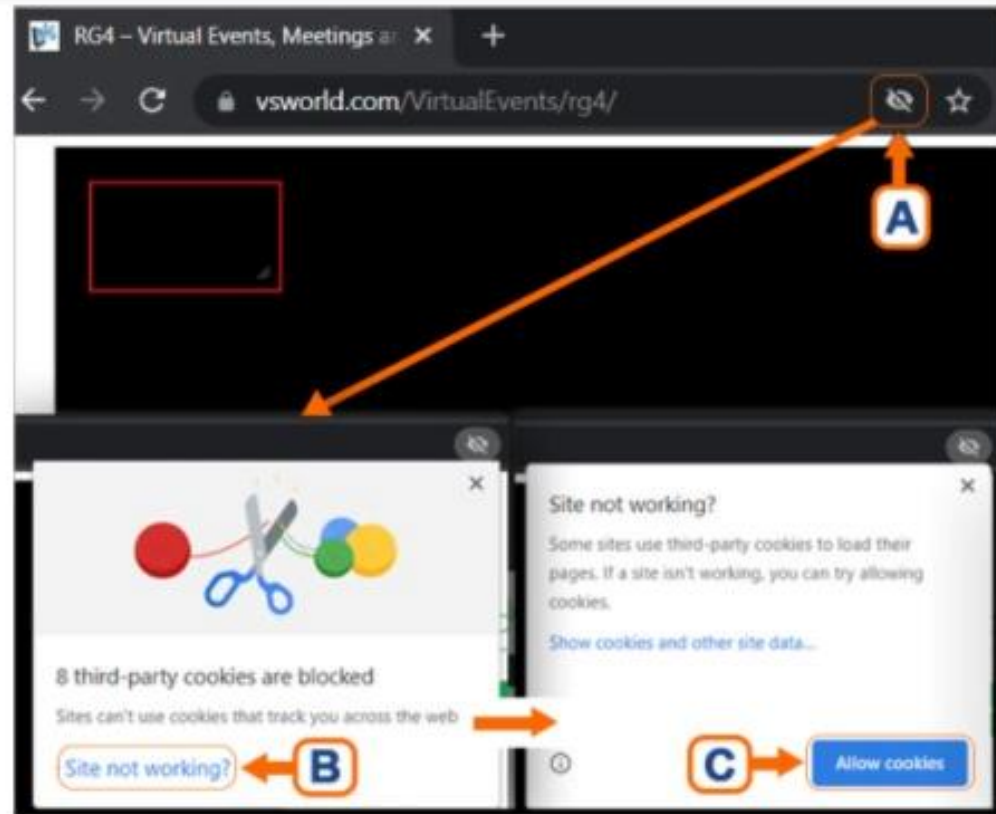 RG4 – Virtual Events, Meetings ar
vsworld.com/VirtualEvents/rg4/
A
8 third-party cookies are blocked
Sites can't use cookies that track you across the web
Site not working?
B
Site not working?
Some sites use third-party cookies to load their
pages. If a site isn't working, you can try allowing
cookies.
Show cookies and other site data...
C
Allow cookies